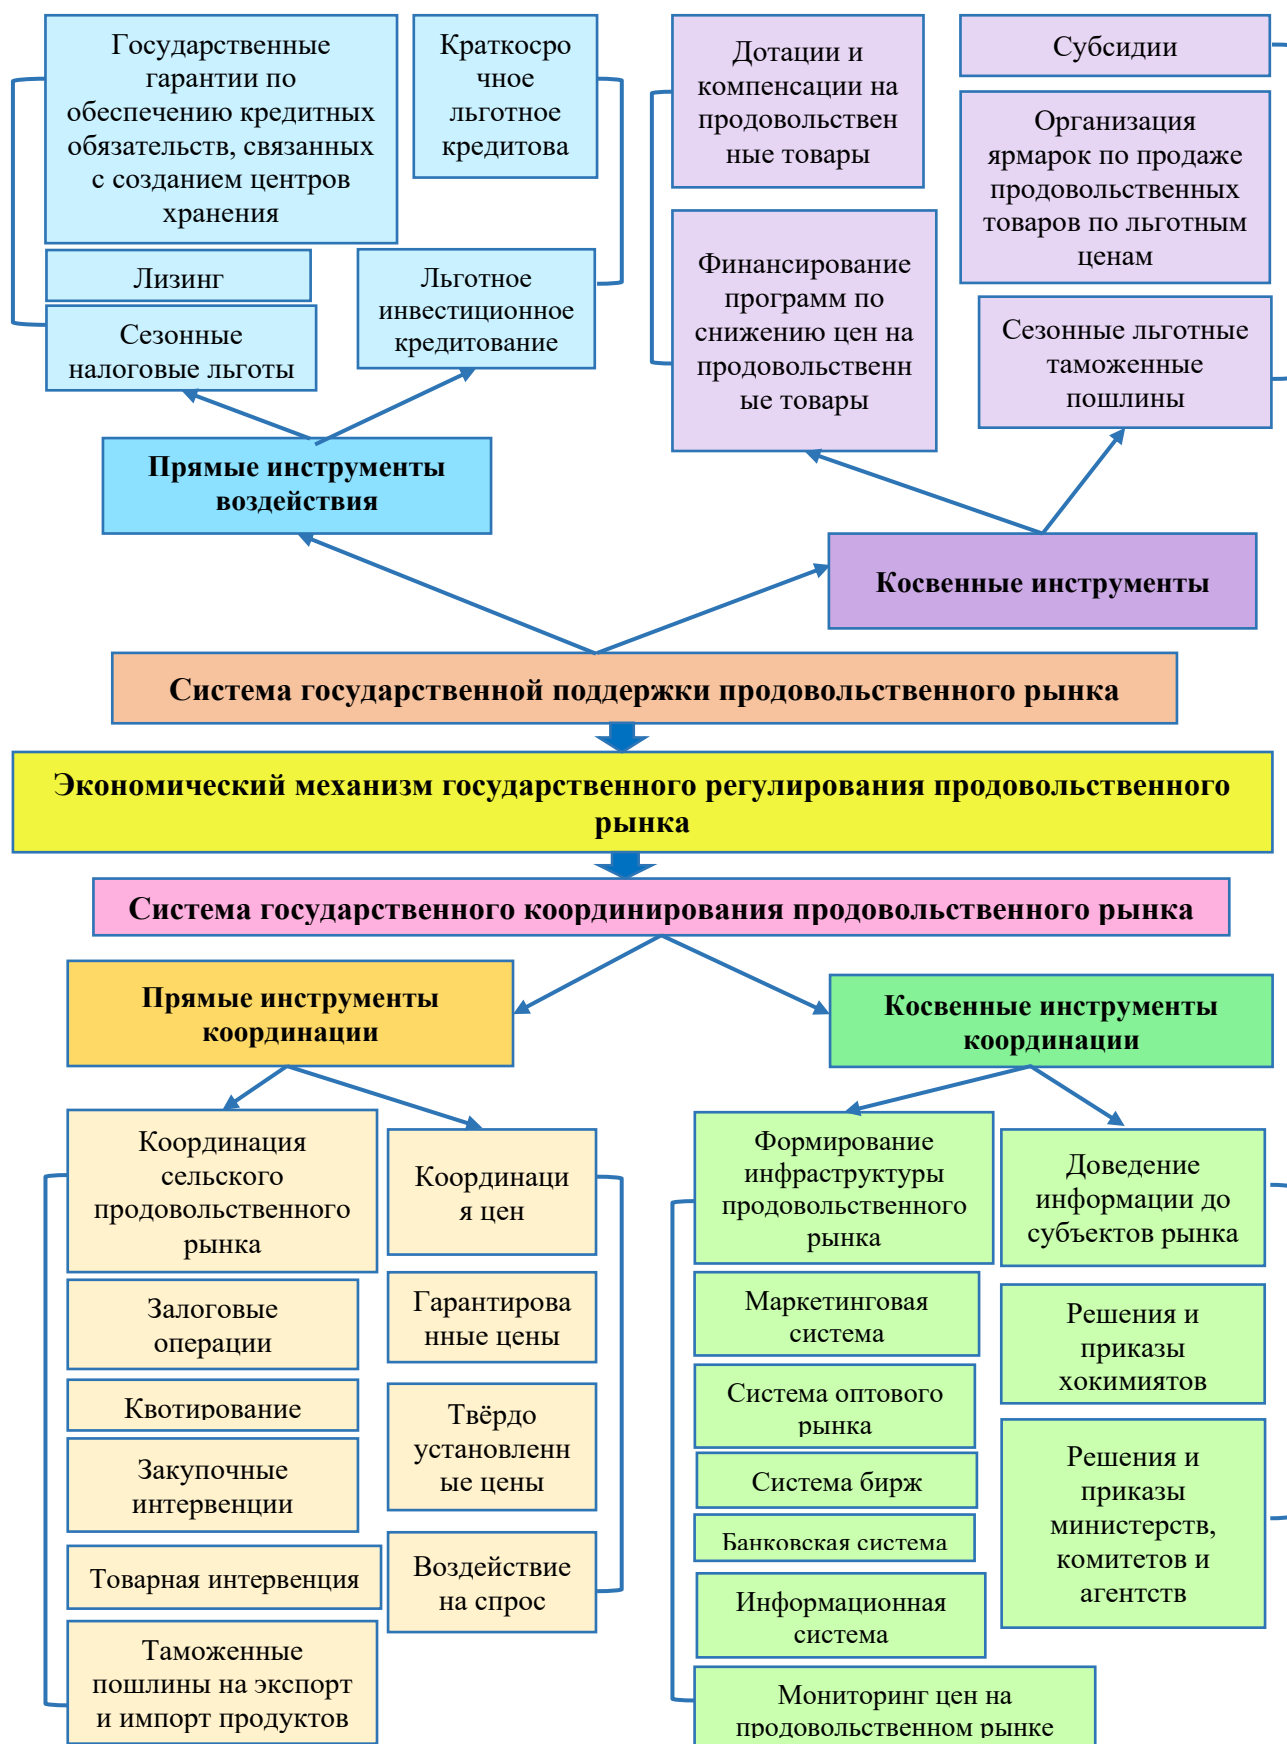 Государственные
гарантии по
обеспечению кредитных
обязательств, связанных
с созданием центров
хранения
Краткосро
чное
льготное
кредитова
Дотации и
компенсации на
продовольствен
ные товары
Субсидии
Организация
ярмарок по продаже
продовольственных
товаров по льготным
ценам
Лизинг
Сезонные
налоговые льготы
Льготное
инвестиционное
кредитование
Финансирование
программ по
снижению цен на
продовольственн
ые товары
Сезонные льготные
таможенные
пошлины
Прямые инструменты
воздействия
Косвенные инструменты
Система государственной поддержки продовольственного рынка
Экономический механизм государственного регулирования продовольственного
рынка
Система государственного координирования продовольственного рынка
Прямые инструменты
координации
Косвенные инструменты
координации
Координация
сельского
продовольственного
рынка
Залоговые
операции
Квотирование
Закупочные
интервенции
Товарная интервенция
Таможенные
пошлины на экспорт
и импорт продуктов
Координаци
я цен
Гарантирова
нные цены
Твёрдо
установленн
ые цены
Воздействие
на спрос
Формирование
инфраструктуры
продовольственного
рынка
Маркетинговая
система
Система оптового
рынка
Система бирж
Банковская система
Информационная
система
Мониторинг цен на
продовольственном рынке
Доведение
информации до
субъектов рынка
Решения и
приказы
хокимиятов
Решения и
приказы
министерств,
комитетов и
агентств